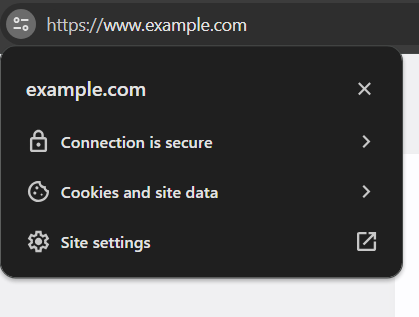 https://www.example.com
example.com
Connection is secure
Cookies and site data
Site settings